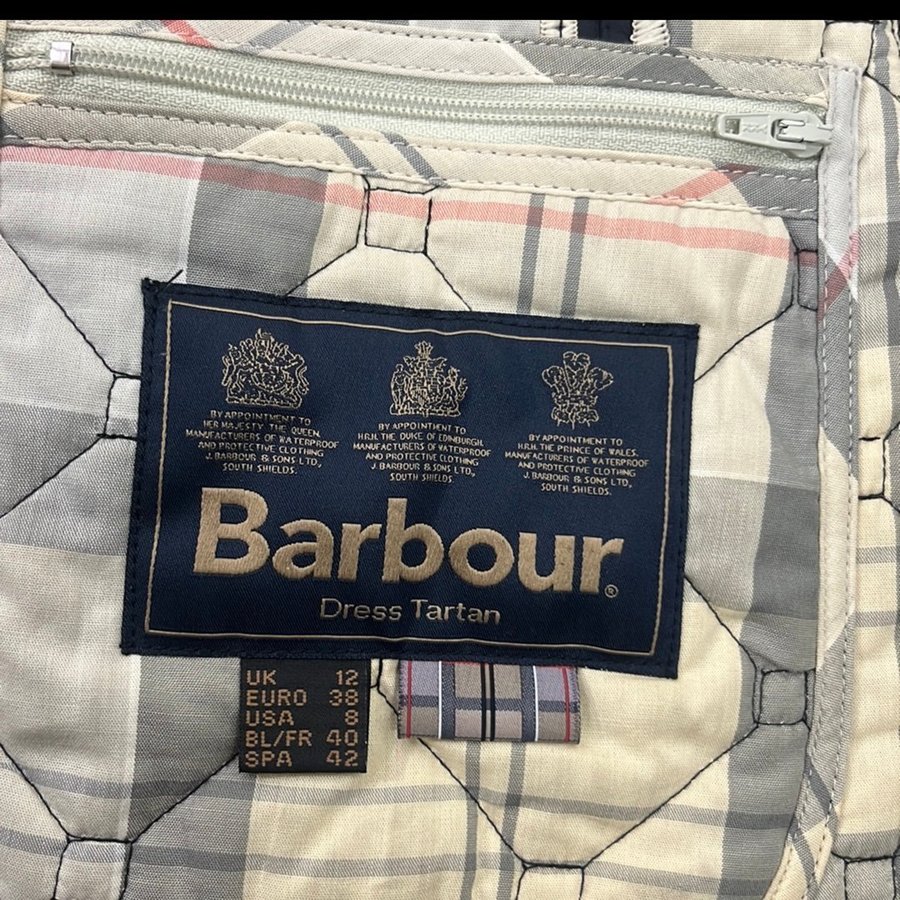 BY APPOINTMENT TO
HER MAJESTY THE QUEEN,
MANUFACTURERS OF WATERPROOF
AND PROTECTIVE CLOTHING
J. BARBOUR & SONS LTD.,
SOUTH SHIELDS.
BY APPOINTMENT TO
H.R.H. THE DUKE OF EDINBURGH,
MANUFACTURERS OF WATERPROOF
AND PROTECTIVE CLOTHING
J. BARBOUR & SONS LTD.,
SOUTH SHIELDS.
BY APPOINTMENT TO
H.R.H. THE PRINCE OF WALES,
MANUFACTURERS OF WATERPROOF
AND PROTECTIVE CLOTHING
J. BARBOUR & SONS LTD.,
SOUTH SHIELDS.
Barbour®
Dress Tartan
UK 12
EURO 38
USA 8
BL/FR 40
SPA 42